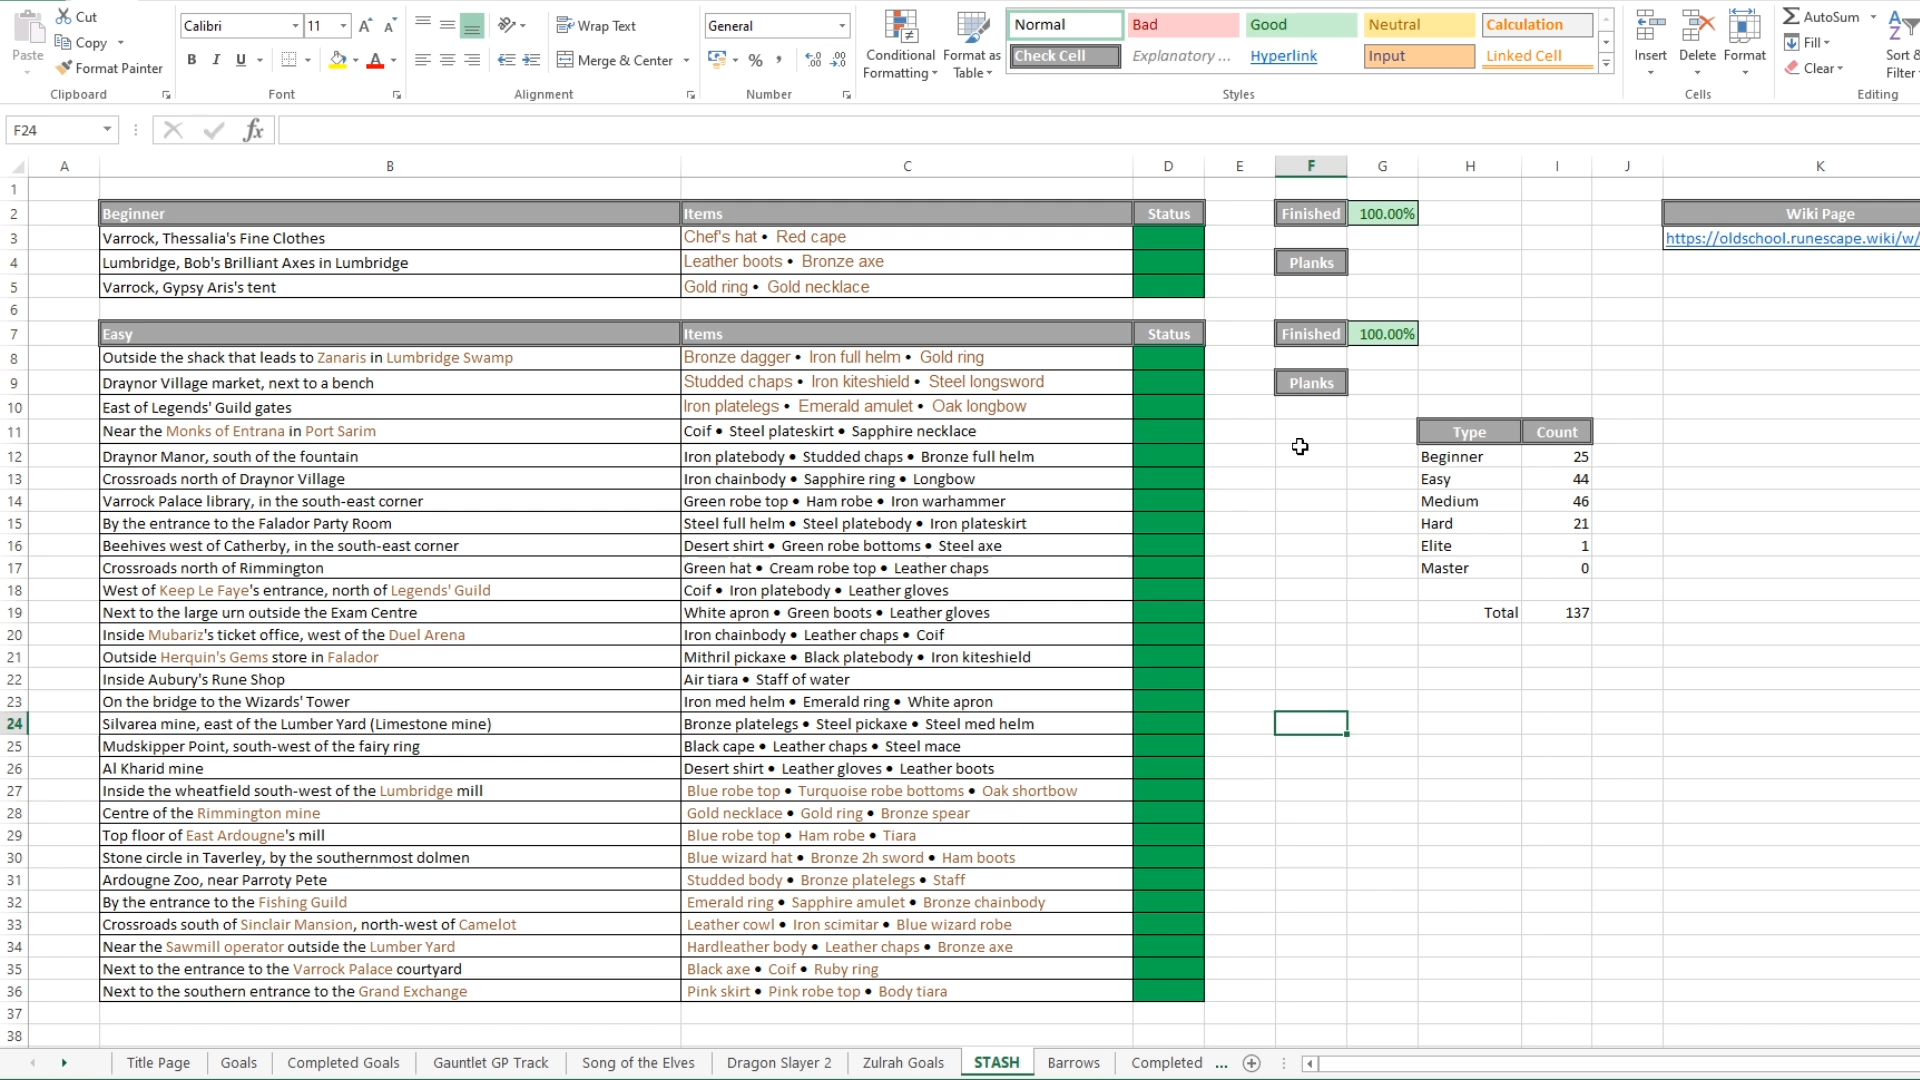 Cut
Copy
Paste
Format Painter
Clipboard
Calibri 11
B I U
Font
Wrap Text
Merge & Center
Alignment
General
%
Number
Conditional Formatting
Format as Table
Normal Bad Good Neutral Calculation
Check Cell Explanatory ... Hyperlink Input Linked Cell
Styles
Insert Delete Format
Cells
AutoSum
Fill
Clear
Sort &
Filter
Editing
F24 fx
A B C D E F G H I J K
1
2 Beginner Items Status Finished 100.00% Wiki Page
3 Varrock, Thessalia's Fine Clothes Chef's hat • Red cape https://oldschool.runescape.wiki/w/
4 Lumbridge, Bob's Brilliant Axes in Lumbridge Leather boots • Bronze axe Planks
5 Varrock, Gypsy Aris's tent Gold ring • Gold necklace
6
7 Easy Items Status Finished 100.00%
8 Outside the shack that leads to Zanaris in Lumbridge Swamp Bronze dagger • Iron full helm • Gold ring
9 Draynor Village market, next to a bench Studded chaps • Iron kiteshield • Steel longsword Planks
10 East of Legends' Guild gates Iron platelegs • Emerald amulet • Oak longbow
11 Near the Monks of Entrana in Port Sarim Coif • Steel plateskirt • Sapphire necklace Type Count
12 Draynor Manor, south of the fountain Iron platebody • Studded chaps • Bronze full helm Beginner 25
13 Crossroads north of Draynor Village Iron chainbody • Sapphire ring • Longbow Easy 44
14 Varrock Palace library, in the south-east corner Green robe top • Ham robe • Iron warhammer Medium 46
15 By the entrance to the Falador Party Room Steel full helm • Steel platebody • Iron plateskirt Hard 21
16 Beehives west of Catherby, in the south-east corner Desert shirt • Green robe bottoms • Steel axe Elite 1
17 Crossroads north of Rimmington Green hat • Cream robe top • Leather chaps Master 0
18 West of Keep Le Faye's entrance, north of Legends' Guild Coif • Iron platebody • Leather gloves
19 Next to the large urn outside the Exam Centre White apron • Green boots • Leather gloves Total 137
20 Inside Mubariz's ticket office, west of the Duel Arena Iron chainbody • Leather chaps • Coif
21 Outside Herquin's Gems store in Falador Mithril pickaxe • Black platebody • Iron kiteshield
22 Inside Aubury's Rune Shop Air tiara • Staff of water
23 On the bridge to the Wizards' Tower Iron med helm • Emerald ring • White apron
24 Silvarea mine, east of the Lumber Yard (Limestone mine) Bronze platelegs • Steel pickaxe • Steel med helm
25 Mudskipper Point, south-west of the fairy ring Black cape • Leather chaps • Steel mace
26 Al Kharid mine Desert shirt • Leather gloves • Leather boots
27 Inside the wheatfield south-west of the Lumbridge mill Blue robe top • Turquoise robe bottoms • Oak shortbow
28 Centre of the Rimmington mine Gold necklace • Gold ring • Bronze spear
29 Top floor of East Ardougne's mill Blue robe top • Ham robe • Tiara
30 Stone circle in Taverley, by the southernmost dolmen Blue wizard hat • Bronze 2h sword • Ham boots
31 Ardougne Zoo, near Parroty Pete Studded body • Bronze platelegs • Staff
32 By the entrance to the Fishing Guild Emerald ring • Sapphire amulet • Bronze chainbody
33 Crossroads south of Sinclair Mansion, north-west of Camelot Leather cowl • Iron scimitar • Blue wizard robe
34 Near the Sawmill operator outside the Lumber Yard Hardleather body • Leather chaps • Bronze axe
35 Next to the entrance to the Varrock Palace courtyard Black axe • Coif • Ruby ring
36 Next to the southern entrance to the Grand Exchange Pink skirt • Pink robe top • Body tiara
37
38
Title Page Goals Completed Goals Gauntlet GP Track Song of the Elves Dragon Slayer 2 Zulrah Goals STASH Barrows Completed ...